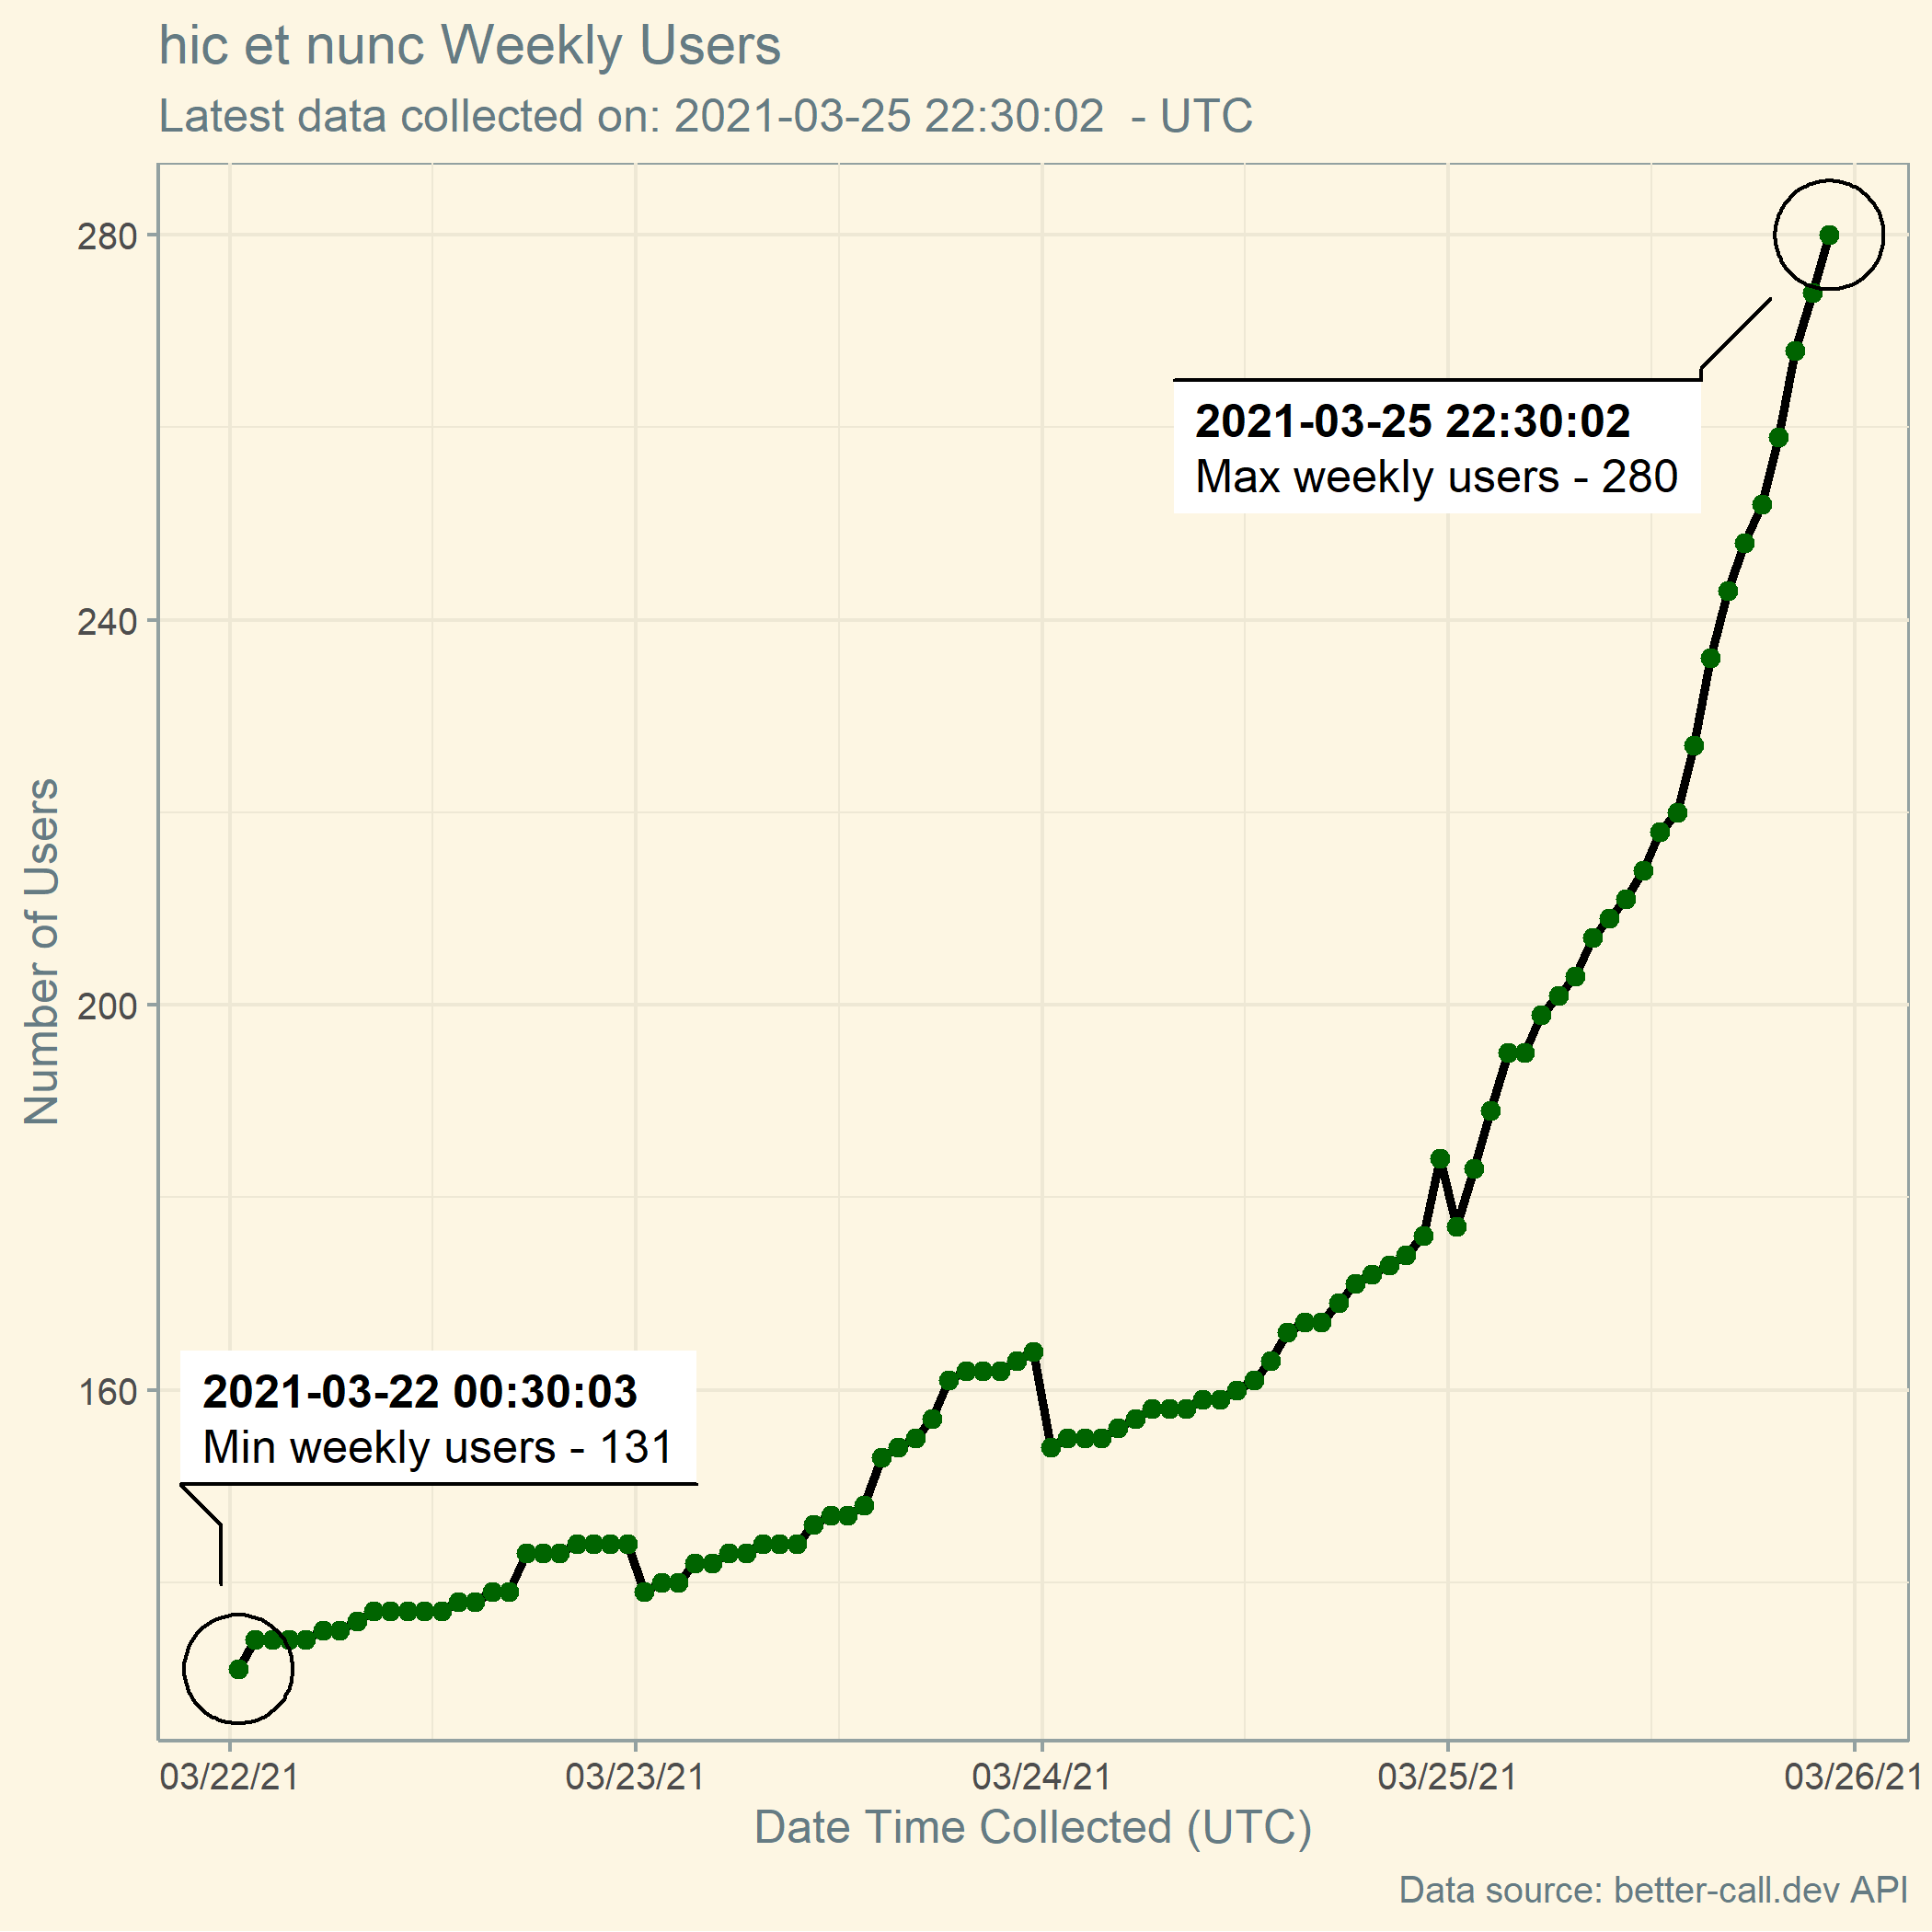 hic et nunc Weekly Users
Latest data collected on: 2021-03-25 22:30:02  - UTC
280
2021-03-25 22:30:02
Max weekly users - 280
240
Number of Users
200
160
2021-03-22 00:30:03
Min weekly users - 131
03/22/21 03/23/21 03/24/21 03/25/21 03/26/21
Date Time Collected (UTC)
Data source: better-call.dev API